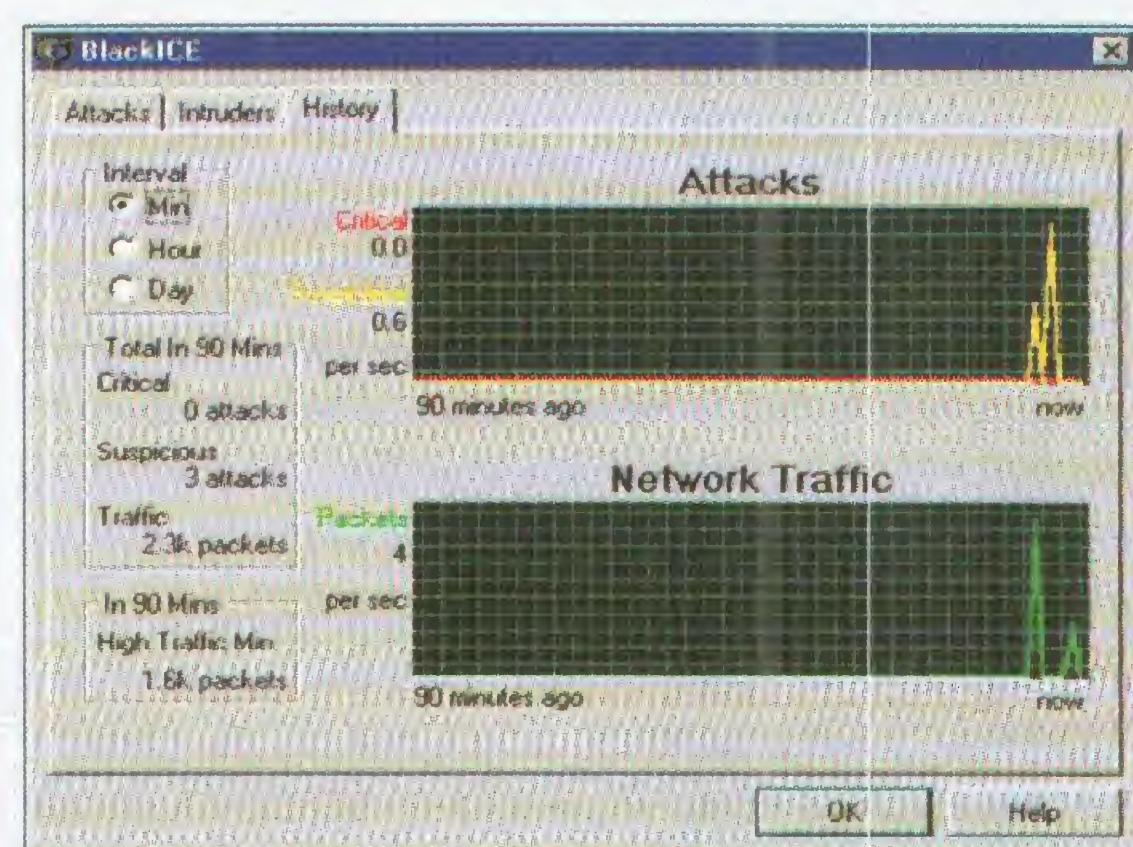 BlackICE
Attacks Intruders History
Interval
Min
Hour
Day
Total In 90 Mins
Critical
0 attacks
Suspicious
3 attacks
Traffic
2.3k packets
In 90 Mins
High Traffic Min
1.6k packets
Attacks
Critical
0.0
0.6
per sec
90 minutes ago now
Network Traffic
Packets
4
per sec
90 minutes ago now
OK Help